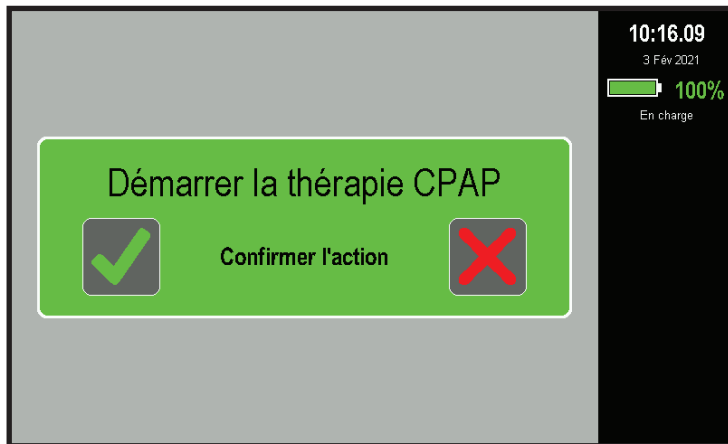 10:16.09
3 Fév 2021
100%
En charge
Démarrer la thérapie CPAP
Confirmer l'action